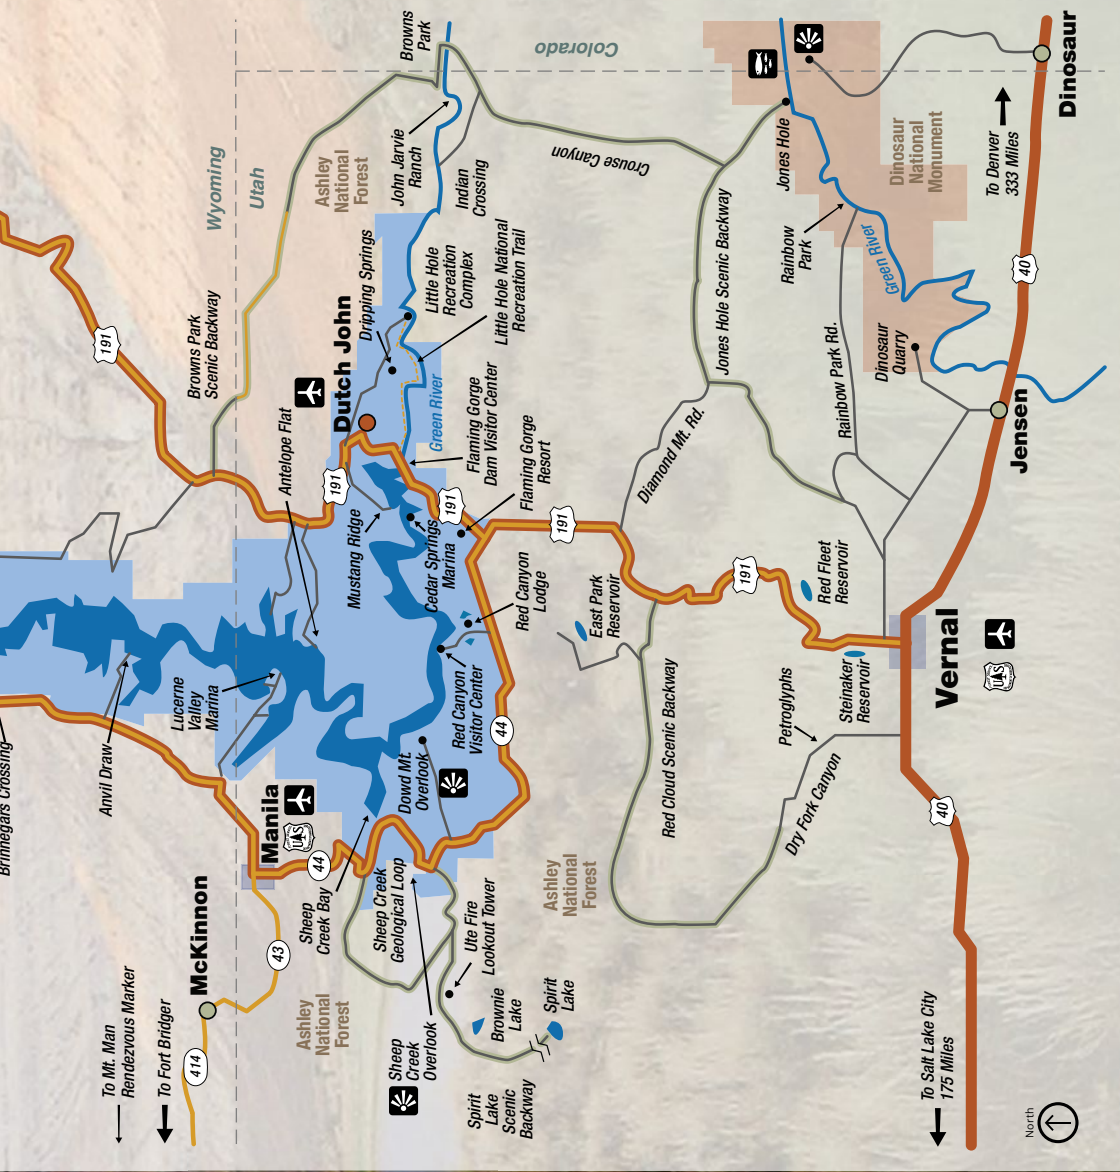 Browns
Park
Colorado
Wyoming
Utah
Ashley
National
Forest
John Jarvie
Ranch
Indian
Crossing
Crouse Canyon
Jones Hole
Dinosaur
National
Monument
Dinosaur
To Denver
333 Miles
191
Browns Park
Scenic Backway
Dutch John
Dripping Springs
Little Hole
Recreation
Complex
Little Hole National
Recreation Trail
Green River
Jones Hole Scenic Backway
Rainbow
Park
Green River
40
Rainbow Park Rd.
Dinosaur
Quarry
Jensen
Antelope Flat
191
Flaming Gorge
Dam Visitor Center
191
Flaming Gorge
Resort
Mustang Ridge
Cedar Springs
Marina
191
Diamond Mt. Rd.
Red Canyon
Lodge
East Park
Reservoir
191
Red Fleet
Reservoir
Anvil Draw
Lucerne
Valley
Marina
Red Canyon
Visitor Center
44
Dowd Mt.
Overlook
Red Cloud Scenic Backway
Petroglyphs
Steinaker
Reservoir
Vernal
UAS
Dry Fork Canyon
40
Brinnegars Crossing
Manila
UAS
44
Sheep
Creek Bay
Sheep Creek
Geological Loop
Ashley
National
Forest
McKinnon
43
Ute Fire
Lookout Tower
Ashley
National
Forest
Brownie
Lake
Spirit
Lake
Sheep
Creek
Overlook
Spirit
Lake
Scenic
Backway
414
To Mt. Man
Rendezvous Marker
To Fort Bridger
To Salt Lake City
175 Miles
North